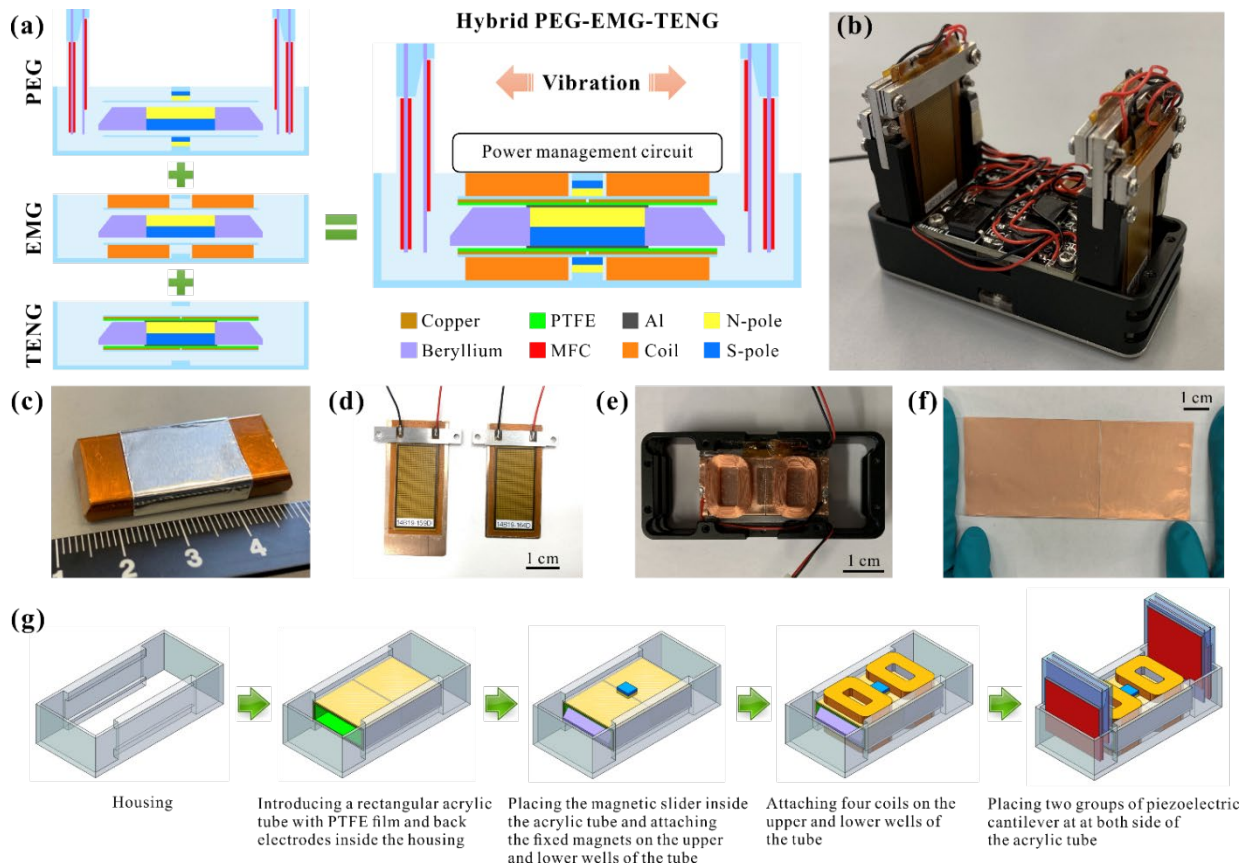 (a)
PEG
EMG
TENG
Hybrid PEG-EMG-TENG
Vibration
Power management circuit
Copper
PTFE
Al
N-pole
Beryllium
MFC
Coil
S-pole
(b)
(c)
1 2 3 4
(d)
14B19-159D
14B19-164D
1 cm
(e)
1 cm
(f)
1 cm
(g)
Housing
Introducing a rectangular acrylic
tube with PTFE film and back
electrodes inside the housing
Placing the magnetic slider inside
the acrylic tube and attaching
the fixed magnets on the upper
and lower wells of the tube
Attaching four coils on the
upper and lower wells of
the tube
Placing two groups of piezoelectric
cantilever at at both side of
the acrylic tube